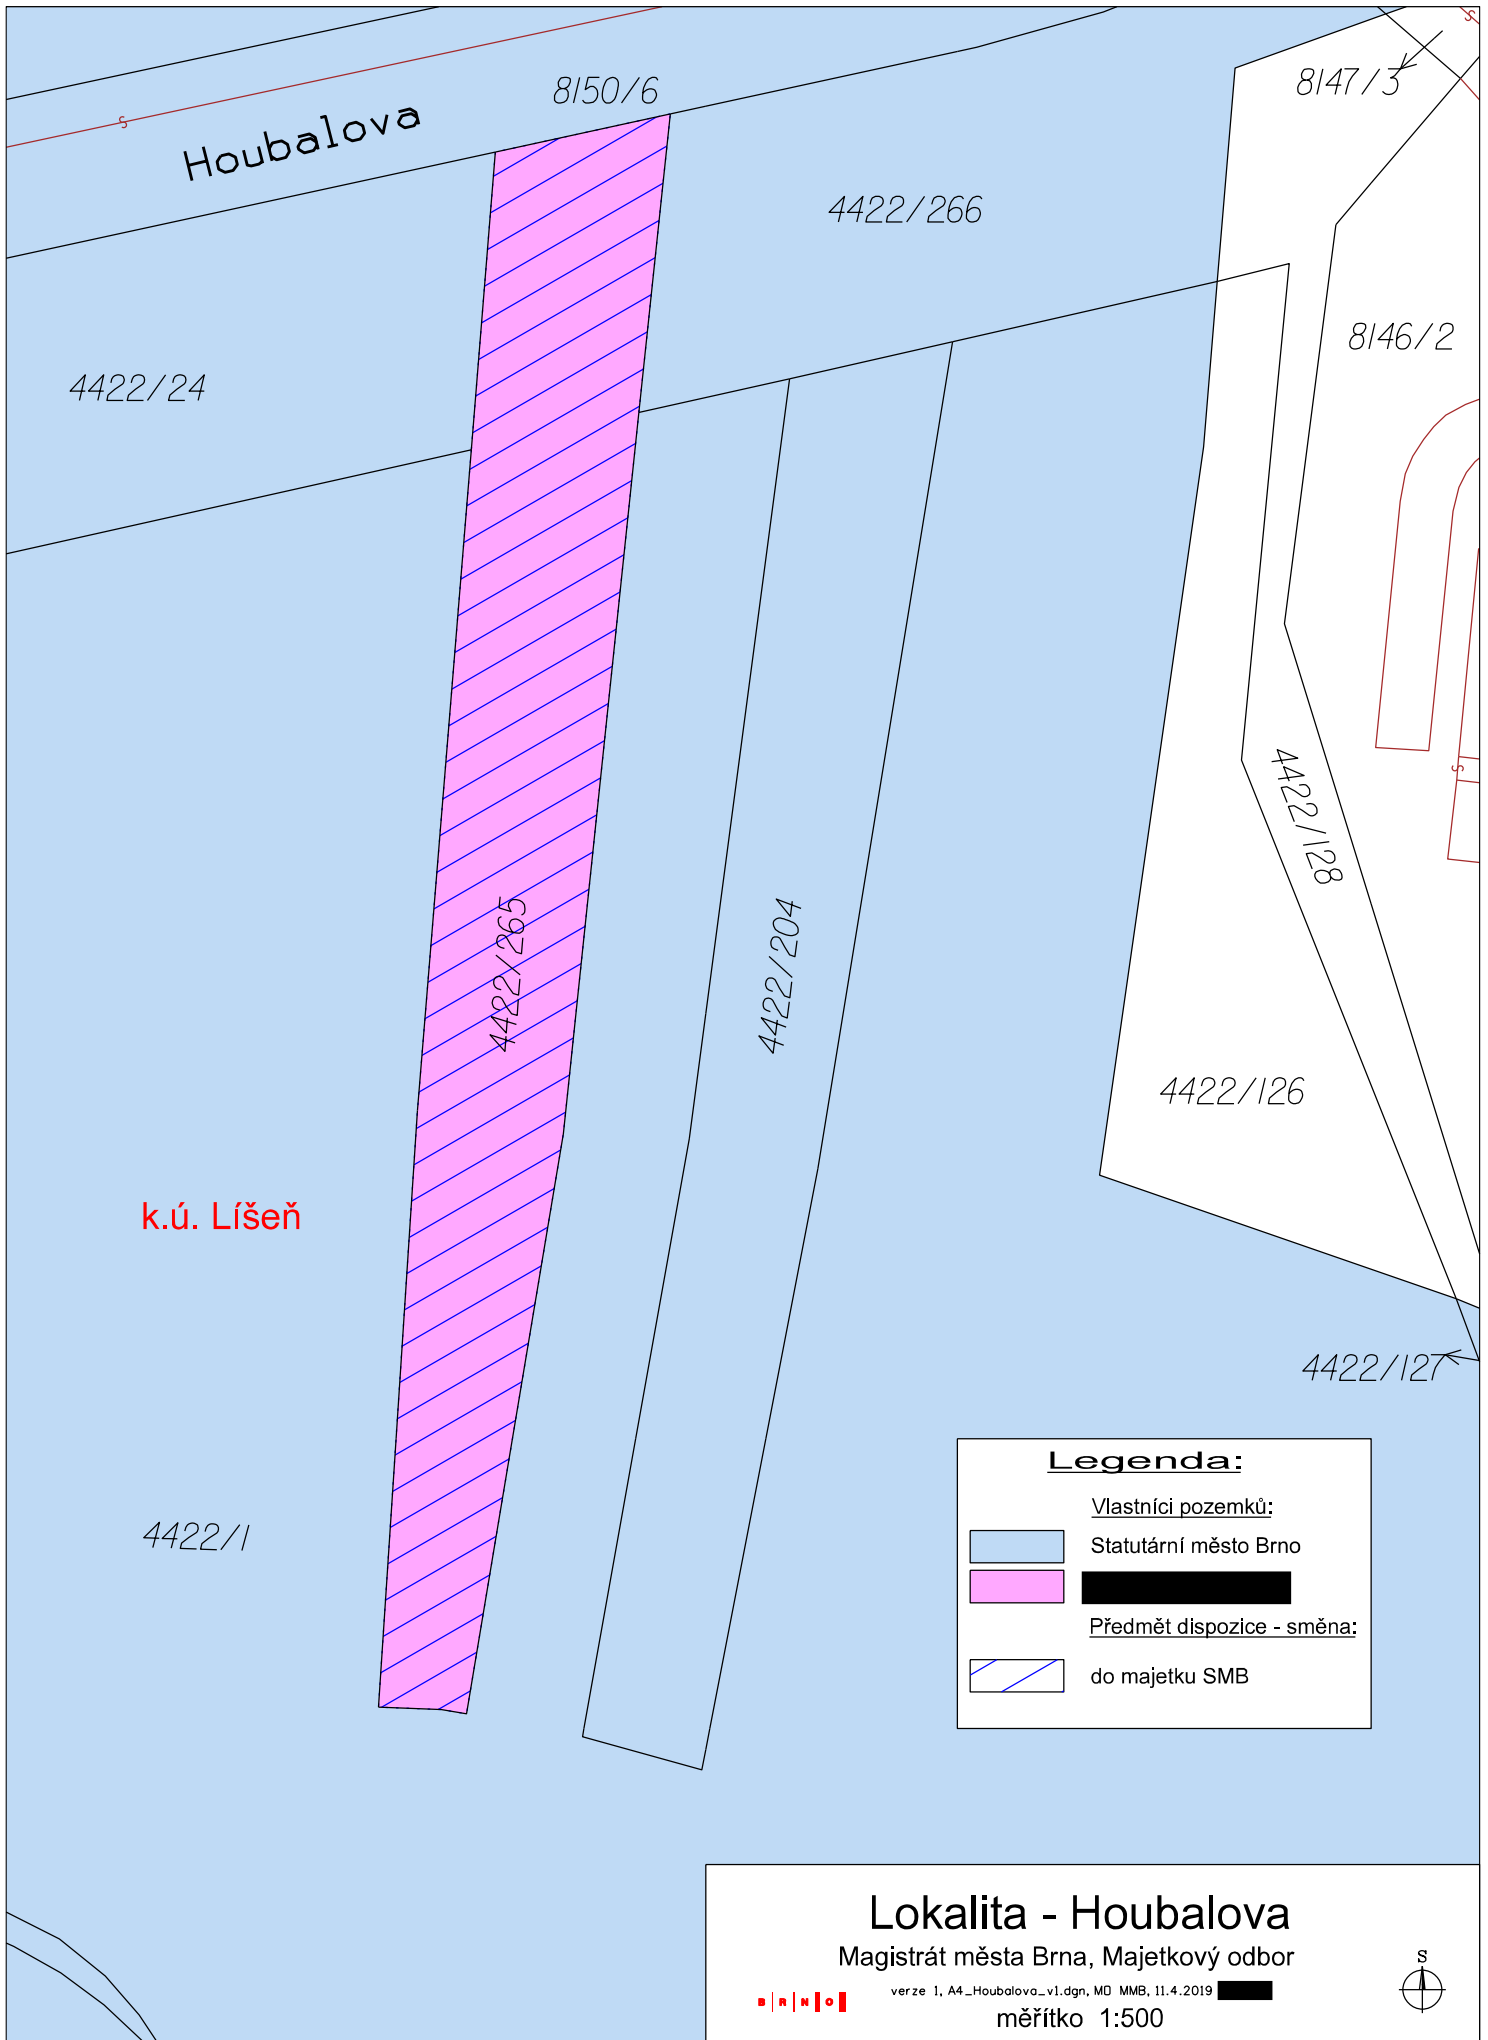 8147/3
8150/6
Houbalova
4422/266
8146/2
4422/24
4422/128
4422/265
4422/204
4422/126
k.ú. Líšeň
4422/127
4422/1
Legenda:
Vlastníci pozemků:
Statutární město Brno
Předmět dispozice - směna:
do majetku SMB
Lokalita - Houbalova
Magistrát města Brna, Majetkový odbor
verze 1, A4_Houbalova_v1.dgn, MO MMB, 11.4.2019
BRNO
měřítko 1:500
S